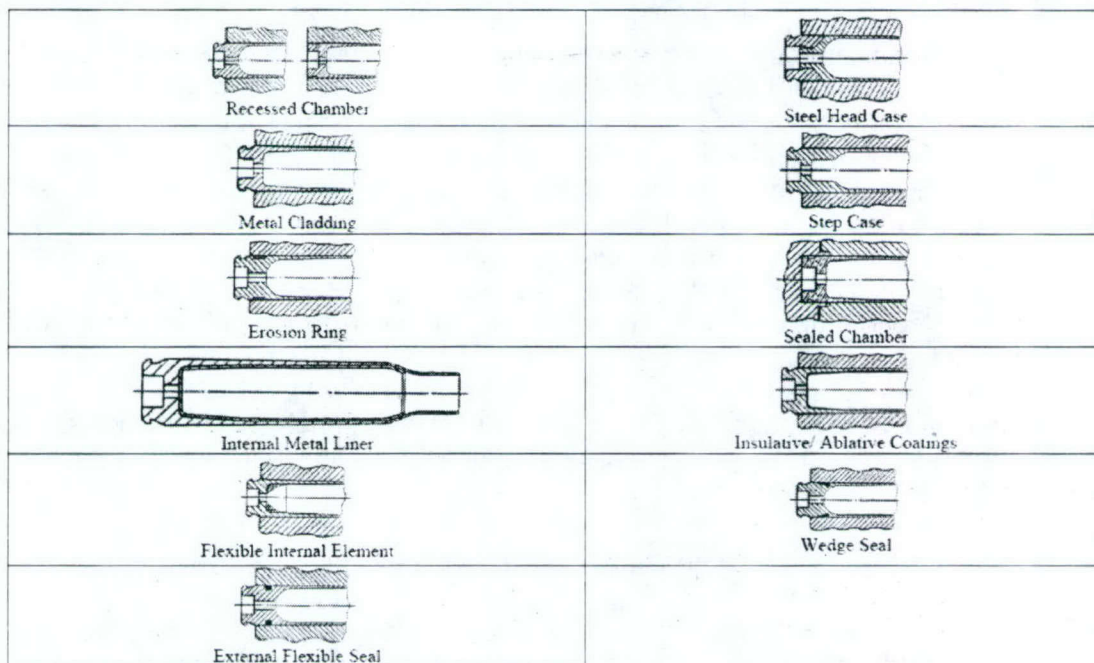 Recessed Chamber
Steel Head Case
Metal Cladding
Step Case
Erosion Ring
Sealed Chamber
Internal Metal Liner
Insulative/ Ablative Coatings
Flexible Internal Element
Wedge Seal
External Flexible Seal